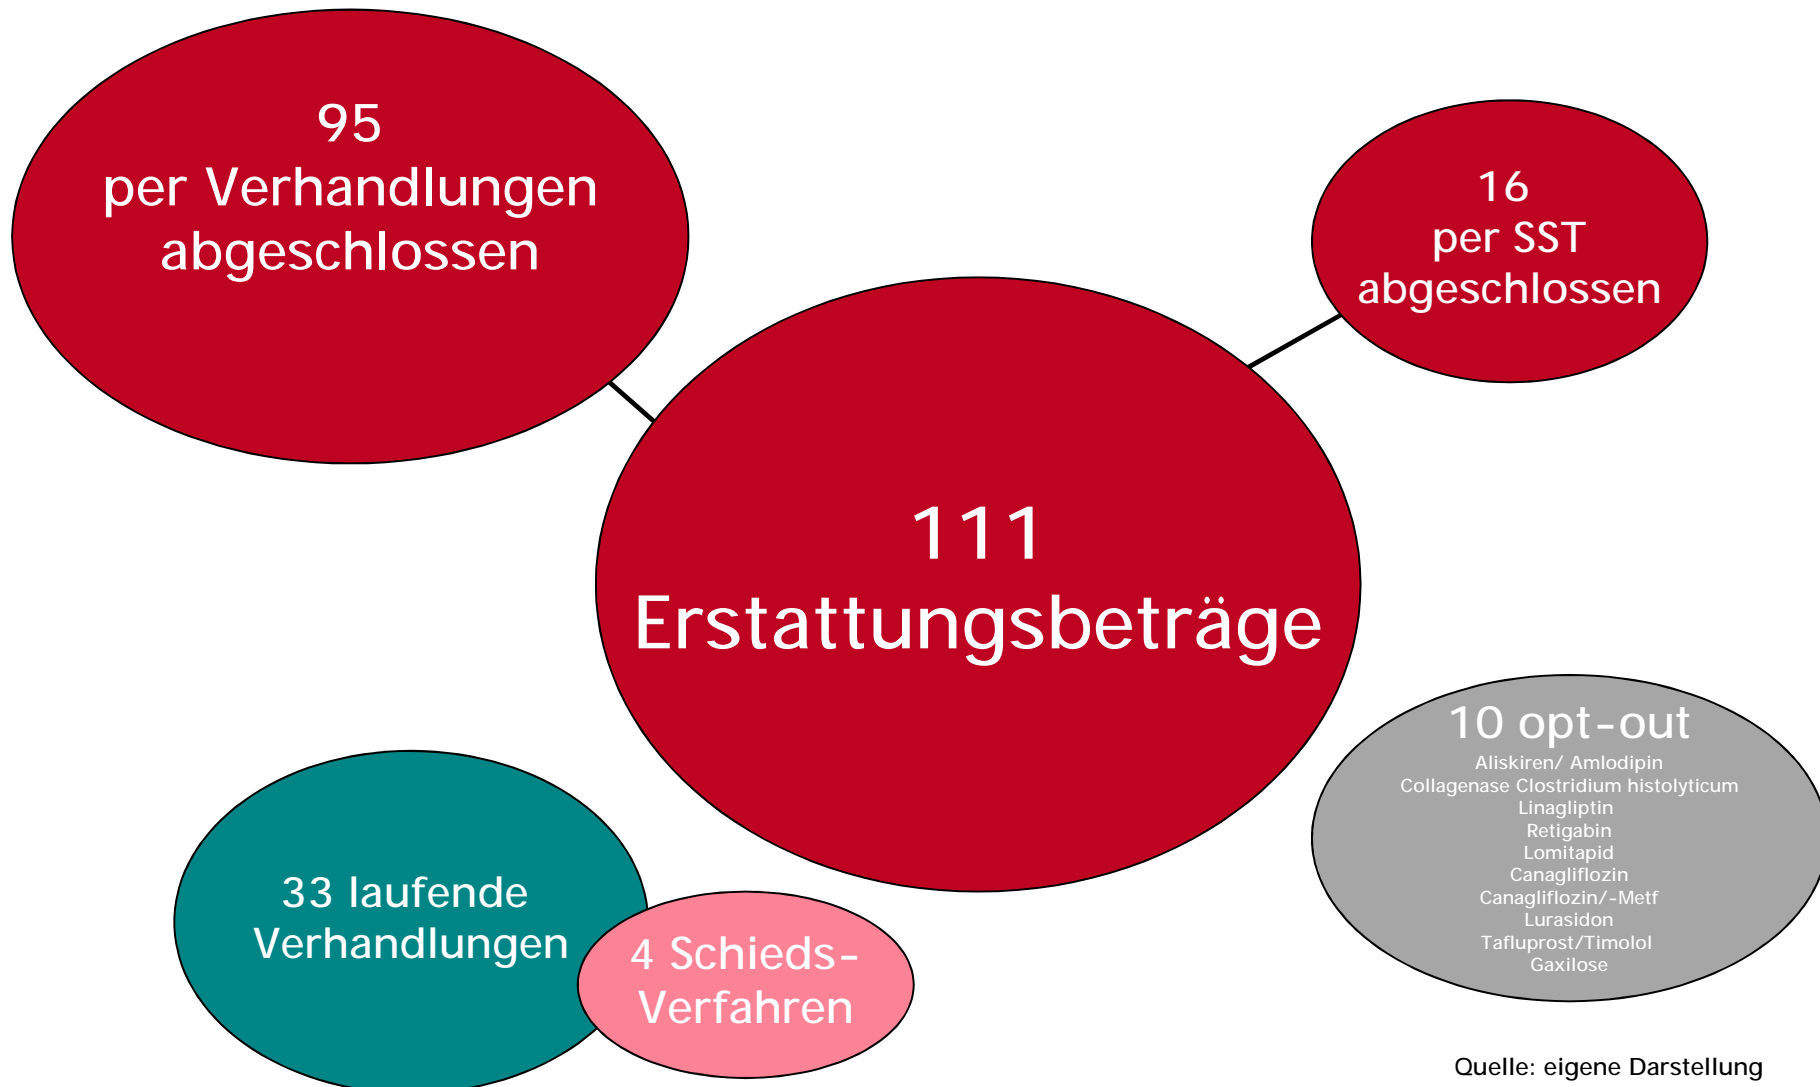 95
per Verhandlungen
abgeschlossen
16
per SST
abgeschlossen
111
Erstattungsbeträge
10 opt-out
Aliskiren/ Amlodipin
Collagenase Clostridium histolyticum
Linagliptin
Retigabin
Lomitapid
Canagliflozin
Canagliflozin/-Metf
Lurasidon
Tafluprost/Timolol
Gaxilose
33 laufende
Verhandlungen
4 Schieds-
Verfahren
Quelle: eigene Darstellung